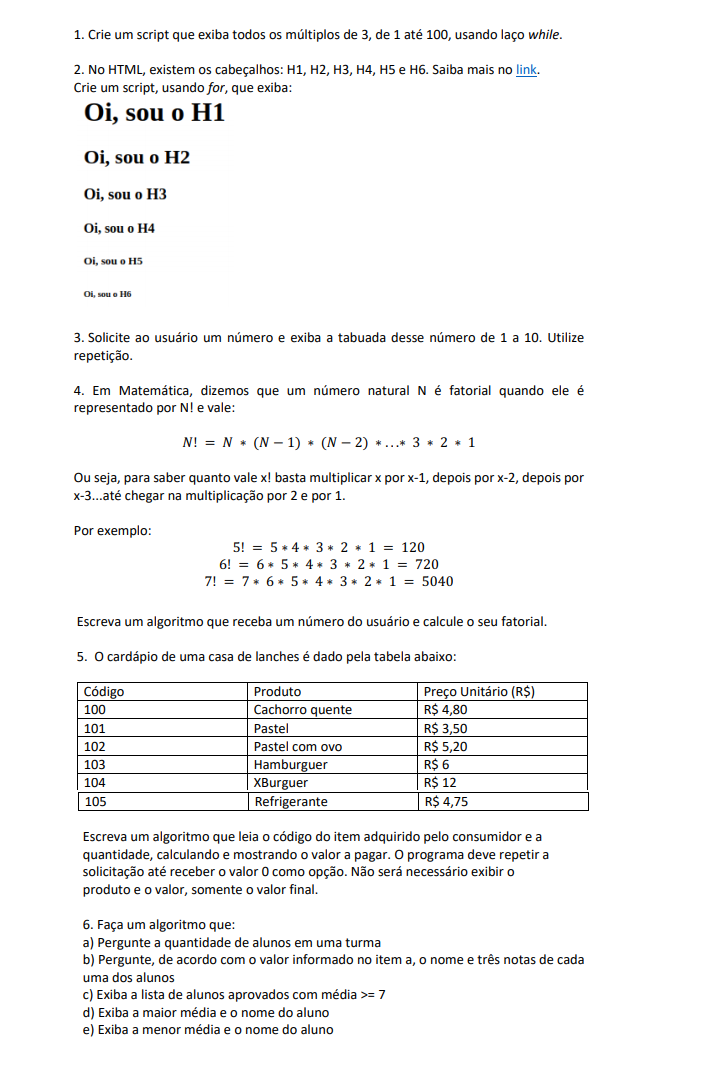 1. Crie um script que exiba todos os múltiplos de 3, de 1 até 100, usando laço while.
2. No HTML, existem os cabeçalhos: H1, H2, H3, H4, H5 e H6. Saiba mais no link.
Crie um script, usando for, que exiba:
Oi, sou o H1
Oi, sou o H2
Oi, sou o H3
Oi, sou o H4
Oi, sou o H5
Oi, sou o H6
3. Solicite ao usuário um número e exiba a tabuada desse número de 1 a 10. Utilize
repetição.
4. Em Matemática, dizemos que um número natural N é fatorial quando ele é
representado por N! e vale:
N! = N * (N − 1) * (N − 2) * ...* 3 * 2 * 1
Ou seja, para saber quanto vale x! basta multiplicar x por x-1, depois por x-2, depois por
x-3...até chegar na multiplicação por 2 e por 1.
Por exemplo:
5! = 5 * 4 * 3 * 2 * 1 = 120
6! = 6 * 5 * 4 * 3 * 2 * 1 = 720
7! = 7 * 6 * 5 * 4 * 3 * 2 * 1 = 5040
Escreva um algoritmo que receba um número do usuário e calcule o seu fatorial.
5. O cardápio de uma casa de lanches é dado pela tabela abaixo:
Código Produto Preço Unitário (R$)
100 Cachorro quente R$ 4,80
101 Pastel R$ 3,50
102 Pastel com ovo R$ 5,20
103 Hamburguer R$ 6
104 XBurguer R$ 12
105 Refrigerante R$ 4,75
Escreva um algoritmo que leia o código do item adquirido pelo consumidor e a
quantidade, calculando e mostrando o valor a pagar. O programa deve repetir a
solicitação até receber o valor 0 como opção. Não será necessário exibir o
produto e o valor, somente o valor final.
6. Faça um algoritmo que:
a) Pergunte a quantidade de alunos em uma turma
b) Pergunte, de acordo com o valor informado no item a, o nome e três notas de cada
uma dos alunos
c) Exiba a lista de alunos aprovados com média >= 7
d) Exiba a maior média e o nome do aluno
e) Exiba a menor média e o nome do aluno